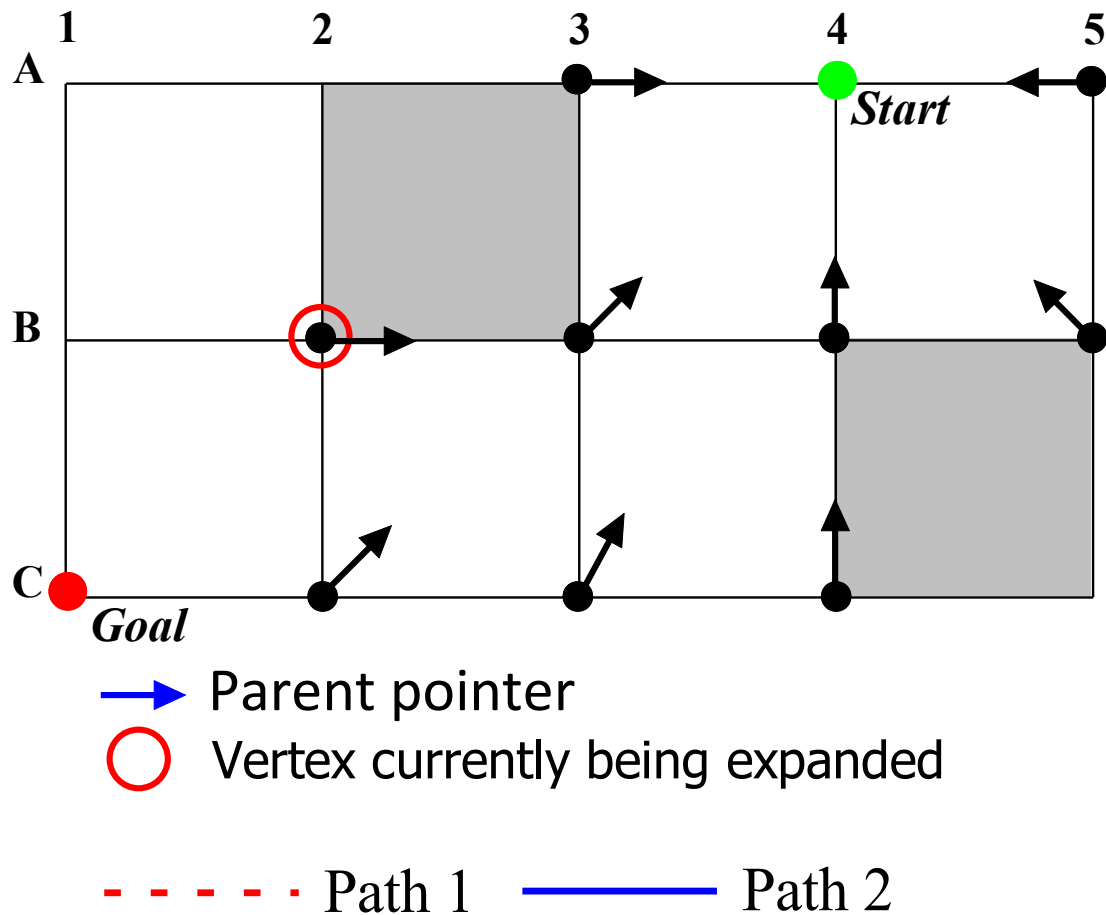 1 2 3 4 5
A
Start
B
C
Goal
Parent pointer
Vertex currently being expanded
Path 1 Path 2